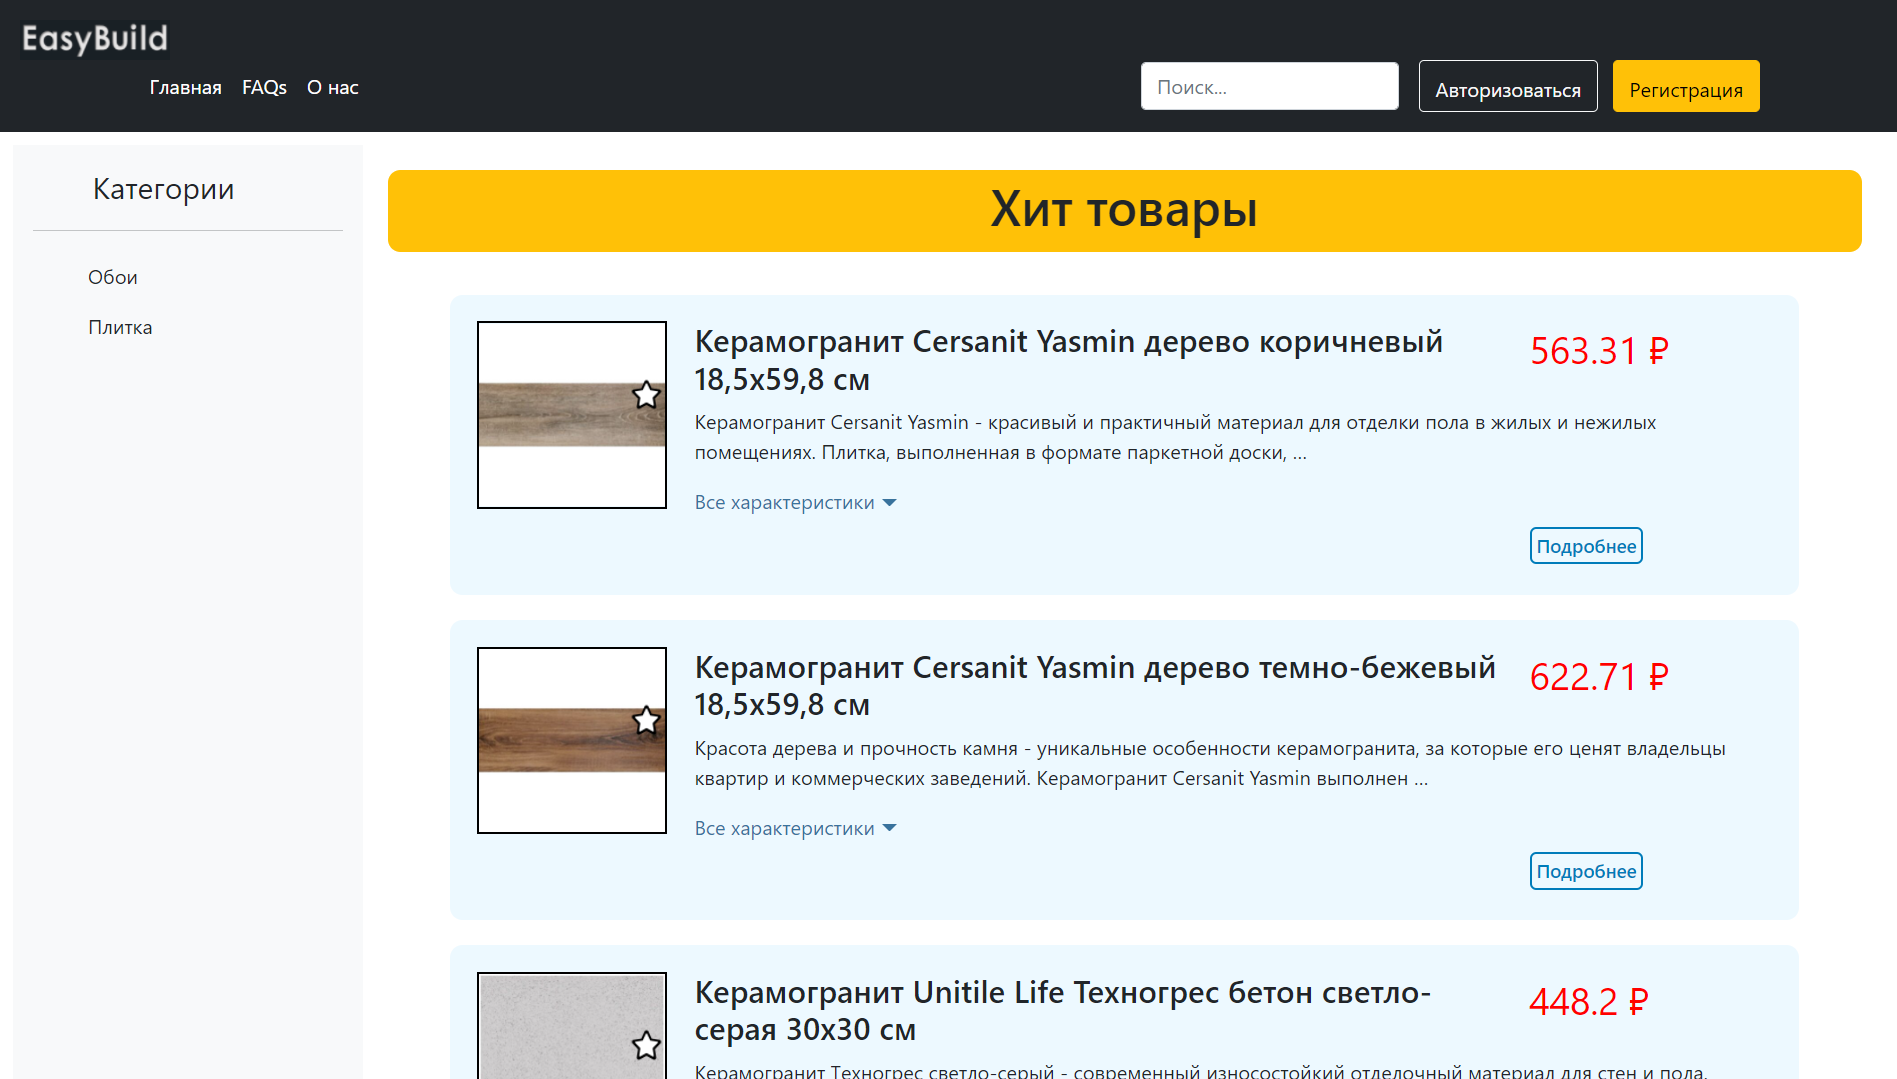 EasyBuild
Главная FAQs О нас
Поиск...
Авторизоваться
Регистрация
Категории
Обои
Плитка
Хит товары
Керамогранит Cersanit Yasmin дерево коричневый
18,5x59,8 см
563.31 ₽
Керамогранит Cersanit Yasmin - красивый и практичный материал для отделки пола в жилых и нежилых
помещениях. Плитка, выполненная в формате паркетной доски, ...
Все характеристики
Подробнее
Керамогранит Cersanit Yasmin дерево темно-бежевый
18,5x59,8 см
622.71 ₽
Красота дерева и прочность камня - уникальные особенности керамогранита, за которые его ценят владельцы
квартир и коммерческих заведений. Керамогранит Cersanit Yasmin выполнен ...
Все характеристики
Подробнее
Керамогранит Unitile Life Техногрес бетон светло-
серая 30x30 см
448.2 ₽
Керамогранит Техногрес светло-серый - современный износостойкий отделочный материал для стен и пола.